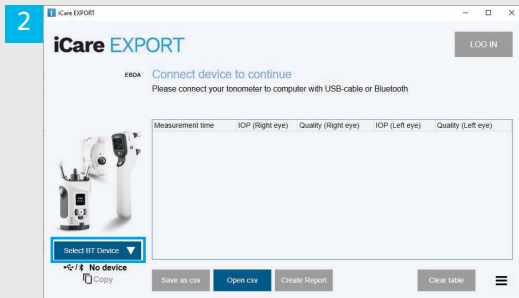 2
iCare EXPORT
iCare EXPORT
LOG IN
EBDA
Connect device to continue
Please connect your tonometer to computer with USB-cable or Bluetooth
Measurement time IOP (Right eye) Quality (Right eye) IOP (Left eye) Quality (Left eye)
Select BT Device
/ No device
Copy
Save as csv Open csv Create Report Clear table